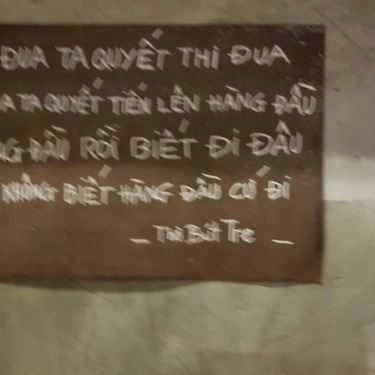 ĐUA TA QUYẾT THI ĐUA
TA QUYẾT TIẾN LÊN HÀNG ĐẦU
ĐẦU RỒI BIẾT ĐI ĐÂU
KHÔNG BIẾT HÀNG ĐẦU CỨ ĐI
_ Thơ Bút Tre _